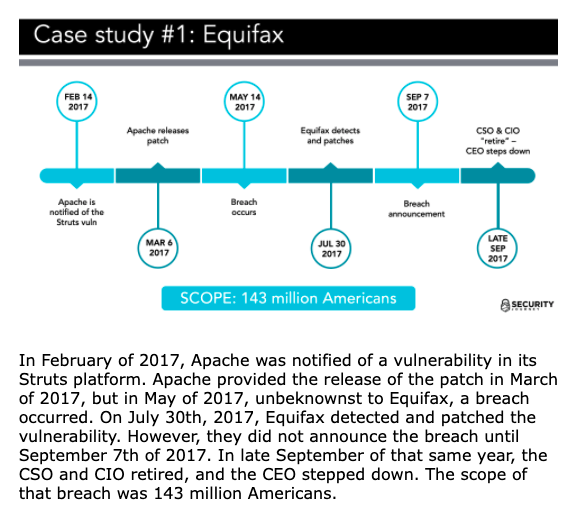 Case study #1: Equifax
FEB 14
2017
MAY 14
2017
SEP 7
2017
Apache releases
patch
Equifax detects
and patches
CSO & CIO
"retire" –
CEO steps down
Apache is
notified of the
Struts vuln
Breach
occurs
Breach
announcement
MAR 6
2017
JUL 30
2017
LATE
SEP
2017
SCOPE: 143 million Americans
SECURITY
JOURNEY
In February of 2017, Apache was notified of a vulnerability in its
Struts platform. Apache provided the release of the patch in March
of 2017, but in May of 2017, unbeknownst to Equifax, a breach
occurred. On July 30th, 2017, Equifax detected and patched the
vulnerability. However, they did not announce the breach until
September 7th of 2017. In late September of that same year, the
CSO and CIO retired, and the CEO stepped down. The scope of
that breach was 143 million Americans.